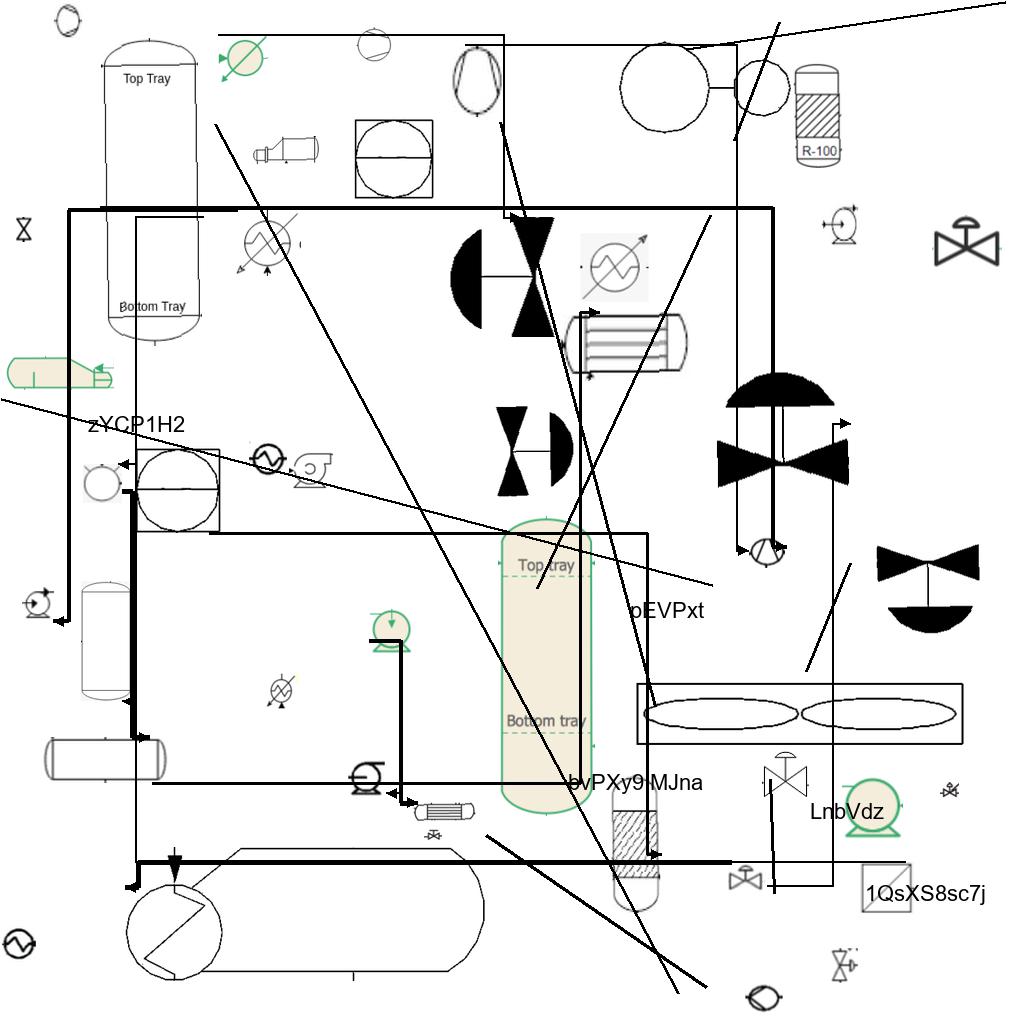 Top Tray
R-100
Bottom Tray
zYCP1H2
Top tray
pEVPxt
Bottom tray
bvPXy9 MJna
LnbVdz
1QsXS8sc7j